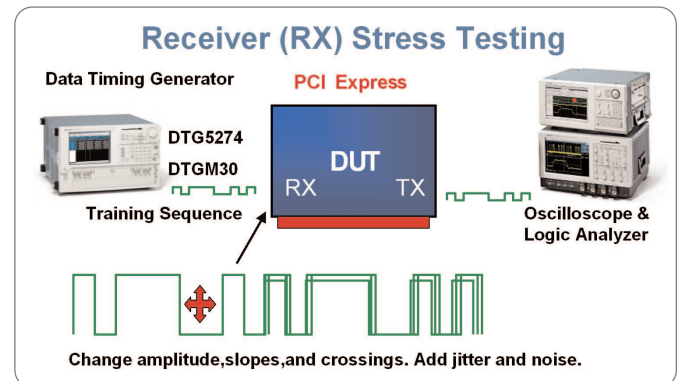 Receiver (RX) Stress Testing
Data Timing Generator
PCI Express
DTG5274
DTGM30
DUT
RX
TX
Training Sequence
Oscilloscope &
Logic Analyzer
Change amplitude,slopes,and crossings. Add jitter and noise.